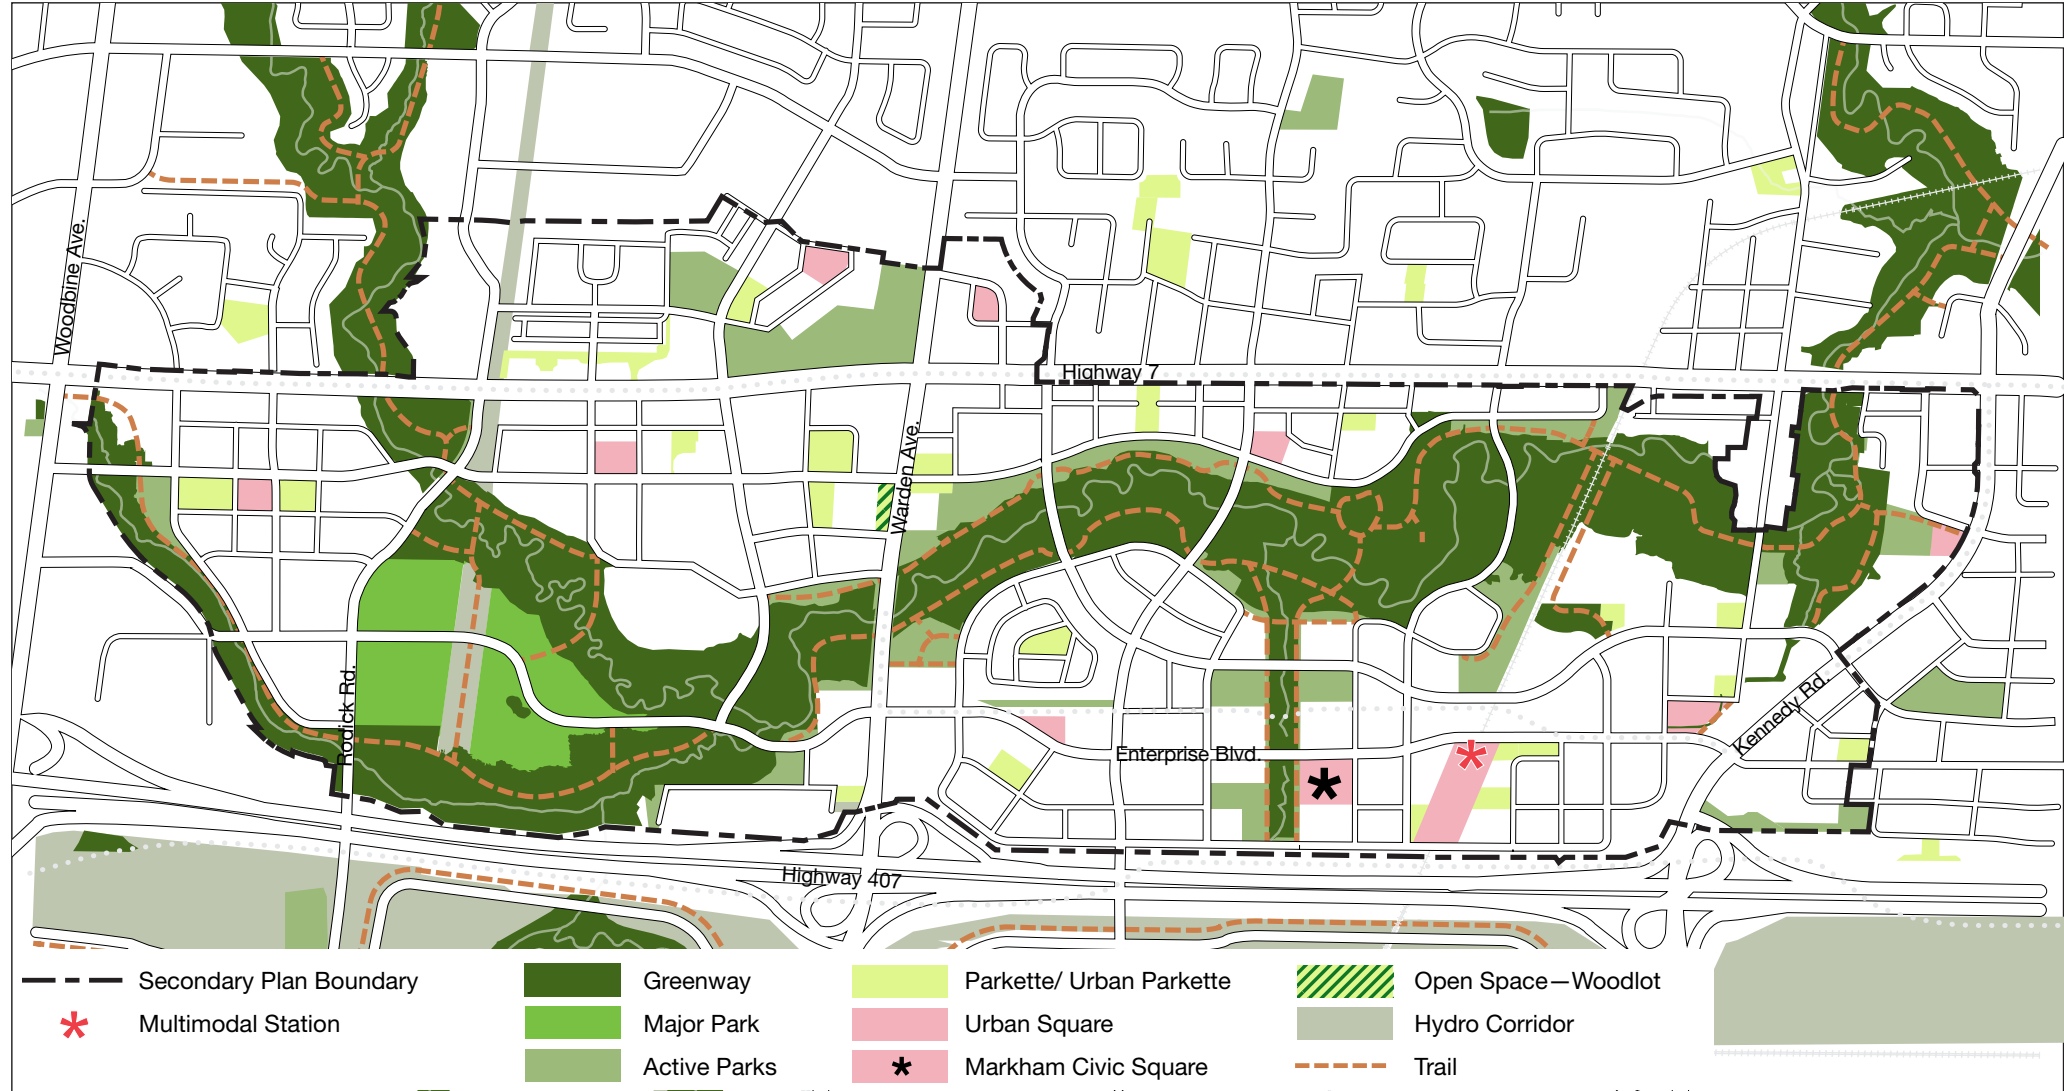 Woodbine Ave.
Highway 7
Warden Ave.
Rodick Rd.
Kennedy Rd.
Enterprise Blvd.
Highway 407
Secondary Plan Boundary
Greenway
Parkette/ Urban Parkette
Open Space—Woodlot
Multimodal Station
Major Park
Urban Square
Hydro Corridor
Active Parks
Markham Civic Square
Trail